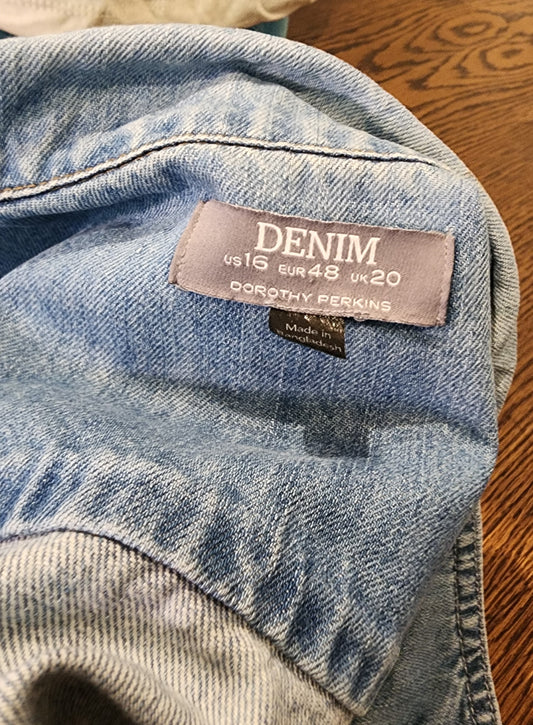 DENIM
US16 EUR48 UK20
DOROTHY PERKINS
Made in
Bangladesh